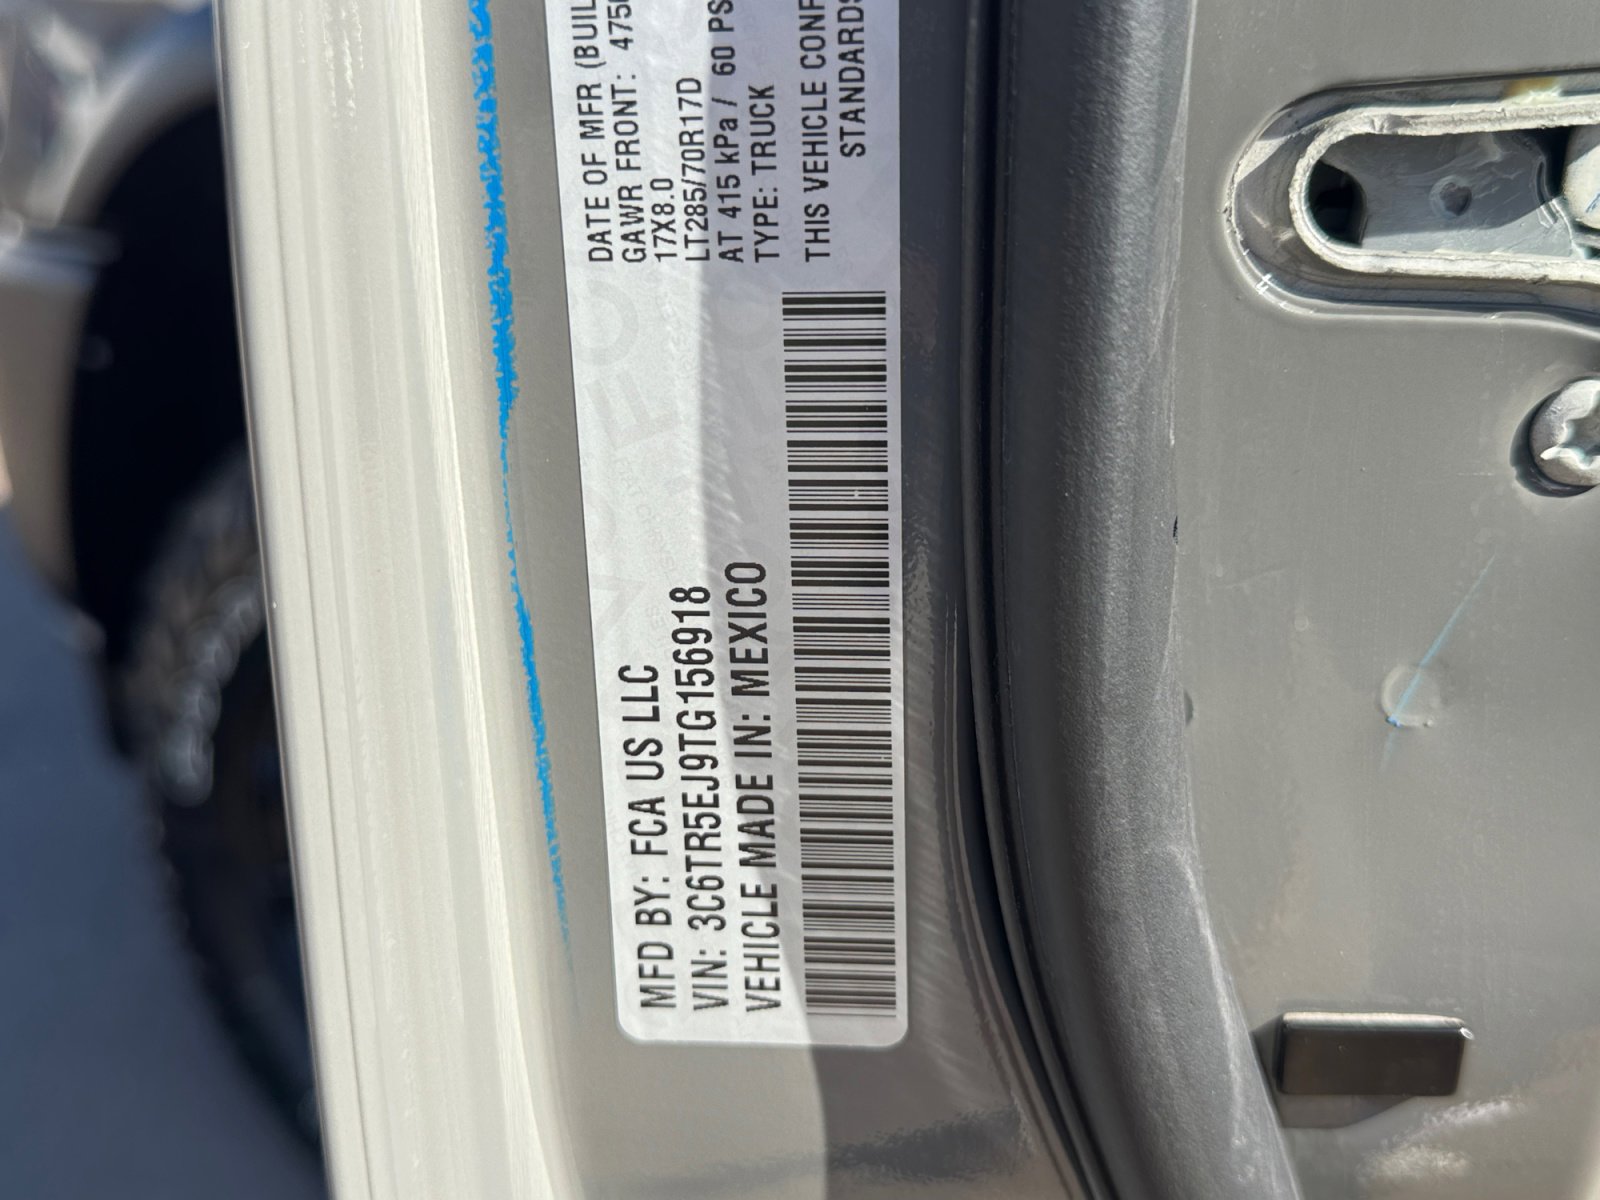 MFD BY: FCA US LLC
VIN: 3C6TR5EJ9TG156918
VEHICLE MADE IN: MEXICO
DATE OF MFR (BUIL
GAWR FRONT: 475
17X8.0
LT285/70R17D
AT 415 kPa / 60 PS
TYPE: TRUCK
THIS VEHICLE CONF
STANDARDS